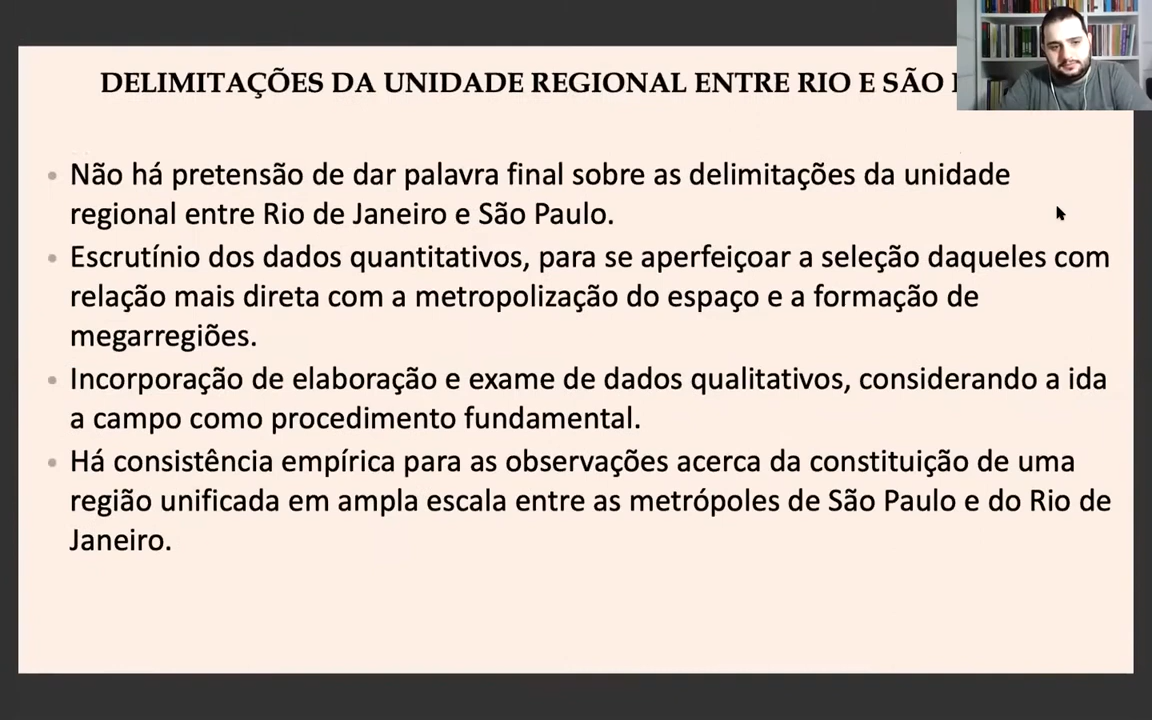 DELIMITAÇÕES DA UNIDADE REGIONAL ENTRE RIO E SÃO
Não há pretensão de dar palavra final sobre as delimitações da unidade
regional entre Rio de Janeiro e São Paulo.
Escrutínio dos dados quantitativos, para se aperfeiçoar a seleção daqueles com
relação mais direta com a metropolização do espaço e a formação de
megarregiões.
Incorporação de elaboração e exame de dados qualitativos, considerando a ida
a campo como procedimento fundamental.
Há consistência empírica para as observações acerca da constituição de uma
região unificada em ampla escala entre as metrópoles de São Paulo e do Rio de
Janeiro.